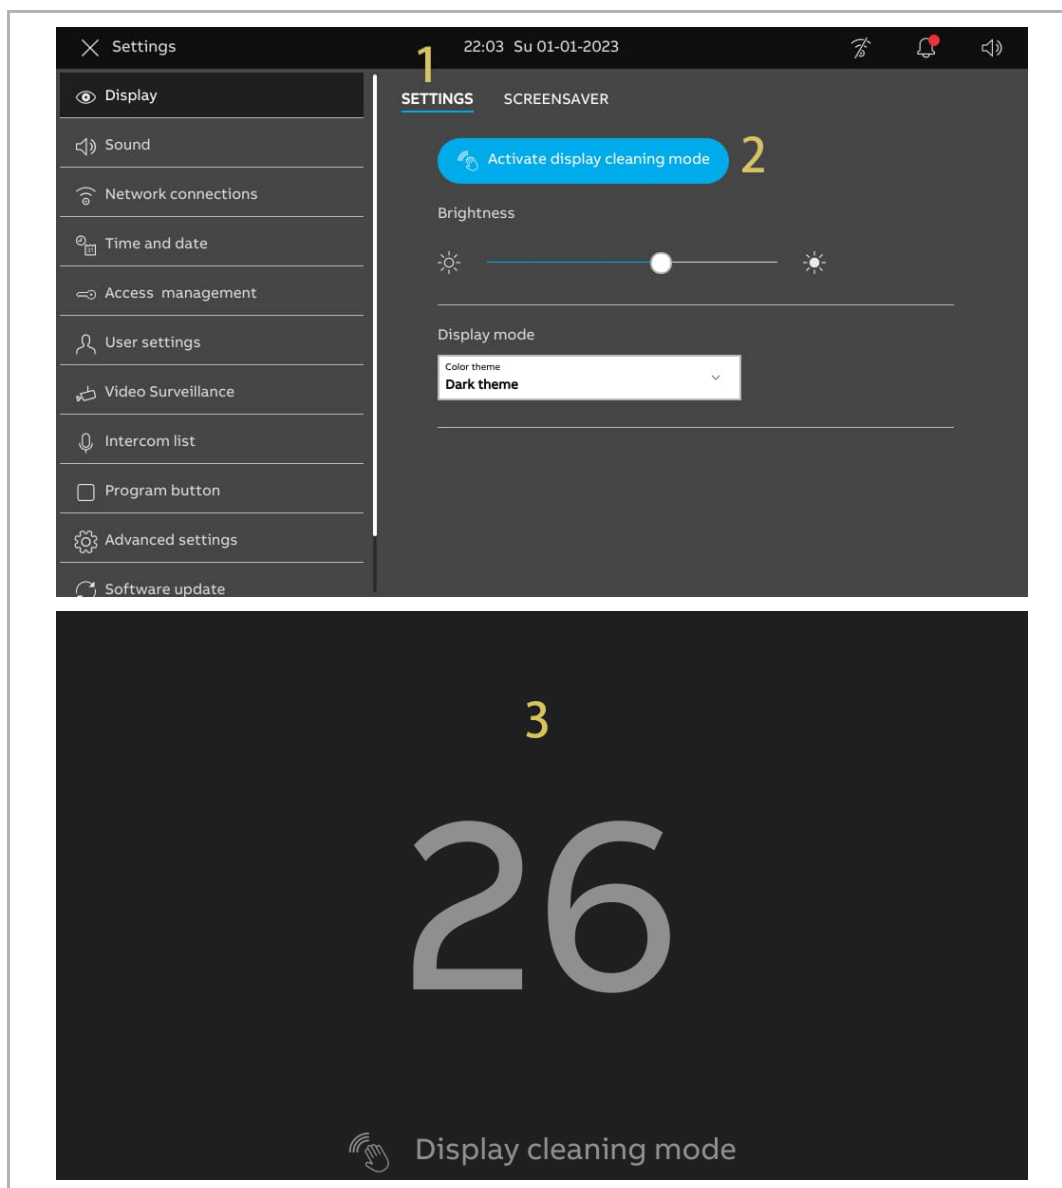 Settings
22:03 Su 01-01-2023
1
Display
SETTINGS SCREENSAVER
Sound
Activate display cleaning mode
2
Network connections
Brightness
31
Time and date
Access management
User settings
Display mode
Color theme
Dark theme
Video Surveillance
Intercom list
Program button
Advanced settings
Software update
3
26
Display cleaning mode